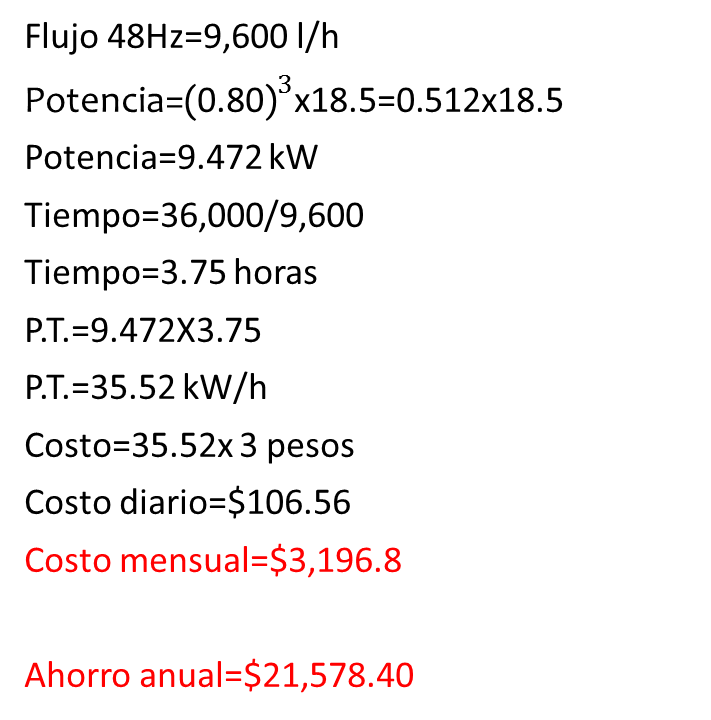 Flujo 48Hz=9,600 l/h
Potencia=(0.80)³x18.5=0.512x18.5
Potencia=9.472 kW
Tiempo=36,000/9,600
Tiempo=3.75 horas
P.T.=9.472X3.75
P.T.=35.52 kW/h
Costo=35.52x 3 pesos
Costo diario=$106.56
Costo mensual=$3,196.8
Ahorro anual=$21,578.40